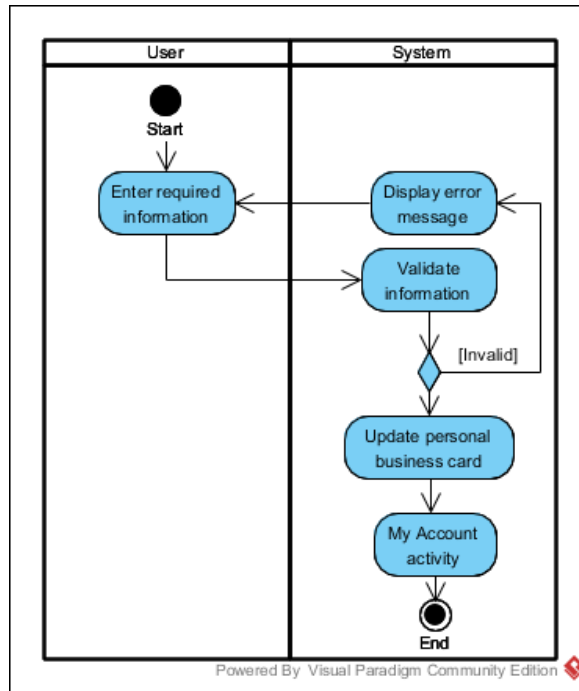 User
System
Start
Enter required
information
Display error
message
Validate
information
[Invalid]
Update personal
business card
My Account
activity
End
Powered By Visual Paradigm Community Edition